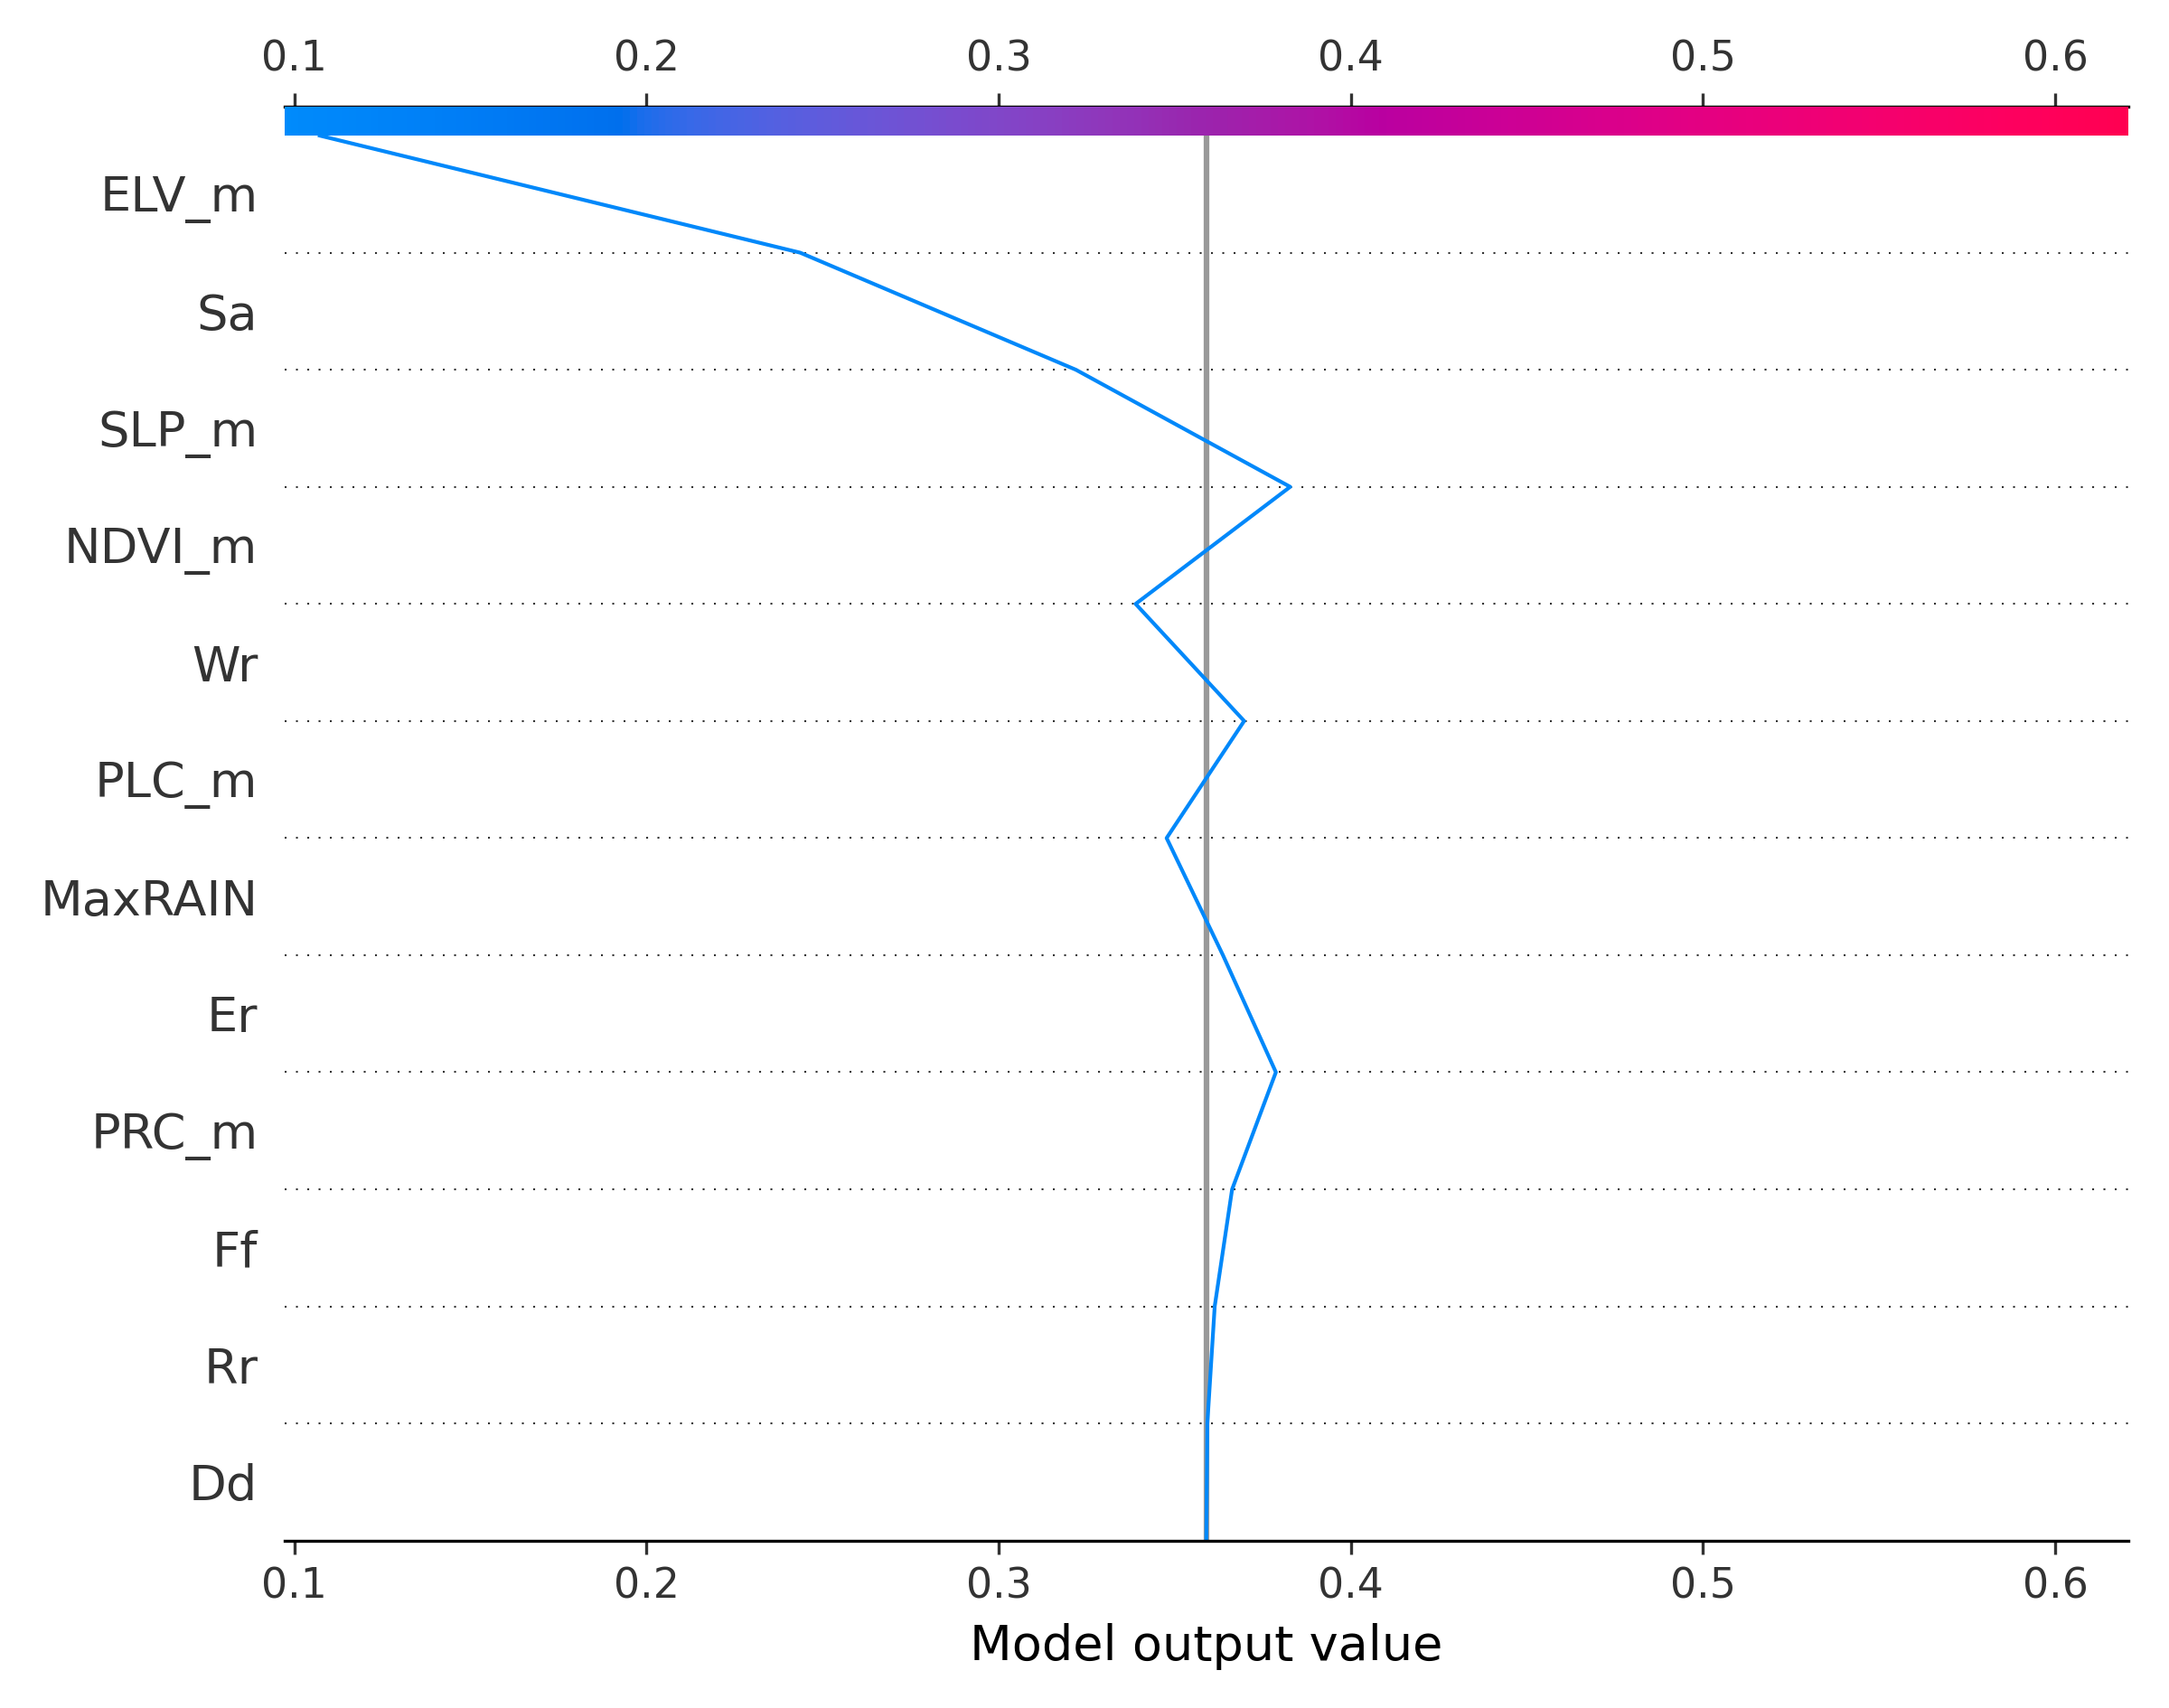 0.1 0.2 0.3 0.4 0.5 0.6
ELV_m
Sa
SLP_m
NDVI_m
Wr
PLC_m
MaxRAIN
Er
PRC_m
Ff
Rr
Dd
0.1 0.2 0.3 0.4 0.5 0.6
Model output value